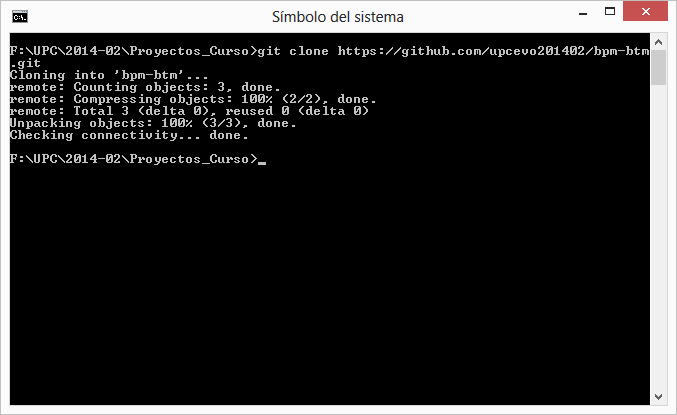 Símbolo del sistema
F:\UPC\2014-02\Proyectos_Curso>git clone https://github.com/upcevo201402/bpm-btm
.git
Cloning into 'bpm-btm'...
remote: Counting objects: 3, done.
remote: Compressing objects: 100% (2/2), done.
remote: Total 3 (delta 0), reused 0 (delta 0)
Unpacking objects: 100% (3/3), done.
Checking connectivity... done.
F:\UPC\2014-02\Proyectos_Curso>_